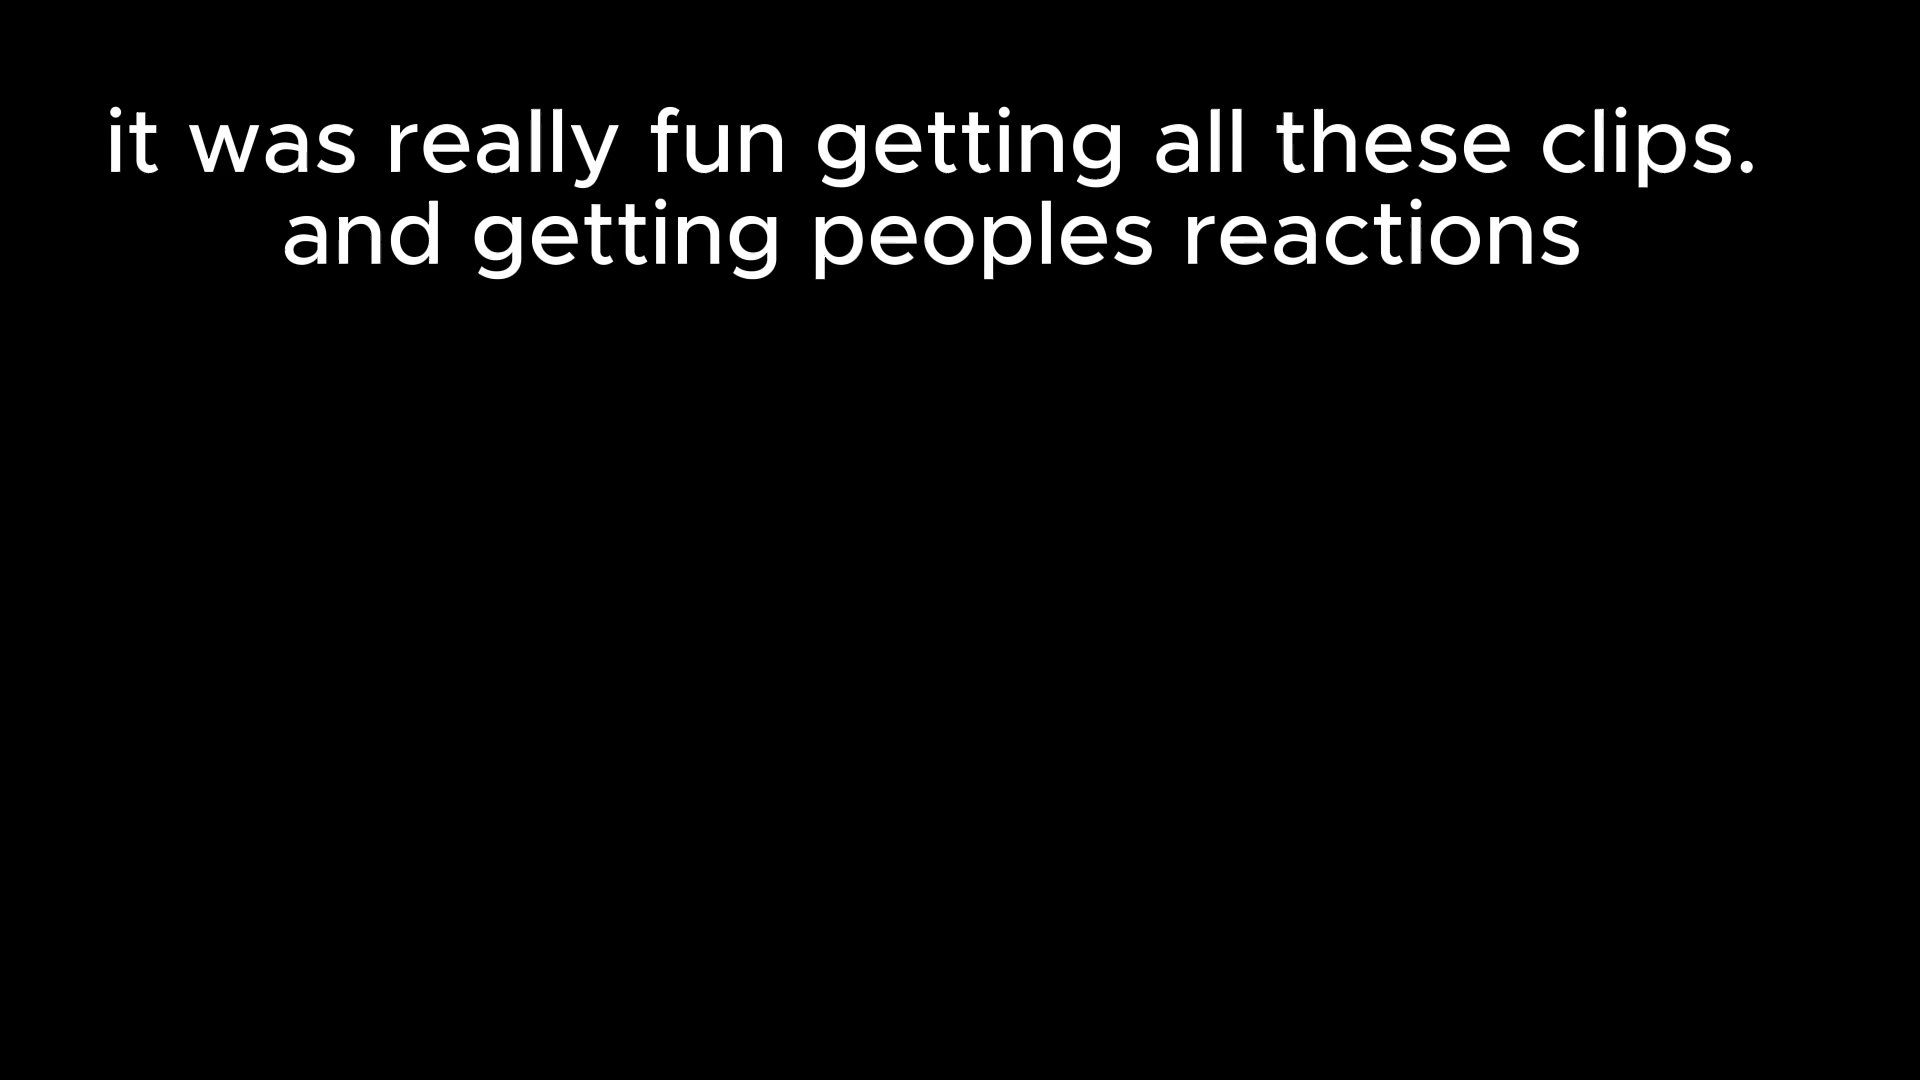 it was really fun getting all these clips.
and getting peoples reactions